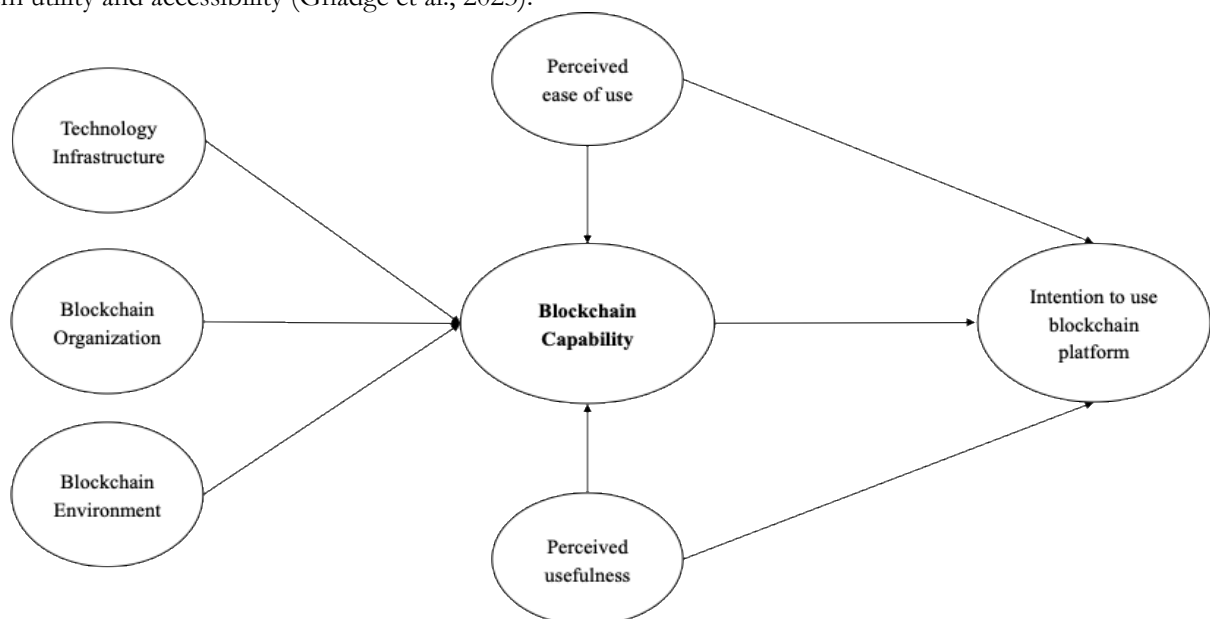 in utility and accessibility (Ghadge et al., 2023).
Perceived
ease of use
Technology
Infrastructure
Blockchain
Organization
Blockchain
Capability
Intention to use
blockchain
platform
Blockchain
Environment
Perceived
usefulness